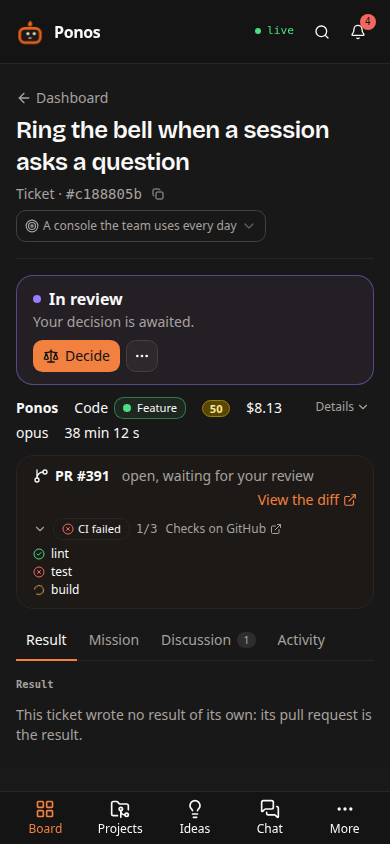 Ponos
live
4
Dashboard
Ring the bell when a session
asks a question
Ticket · #c188805b
A console the team uses every day
In review
Your decision is awaited.
Decide
Ponos Code Feature 50 $8.13 Details
opus 38 min 12 s
PR #391 open, waiting for your review
View the diff
CI failed 1/3 Checks on GitHub
lint
test
build
Result Mission Discussion 1 Activity
Result
This ticket wrote no result of its own: its pull request is
the result.
Board Projects Ideas Chat More